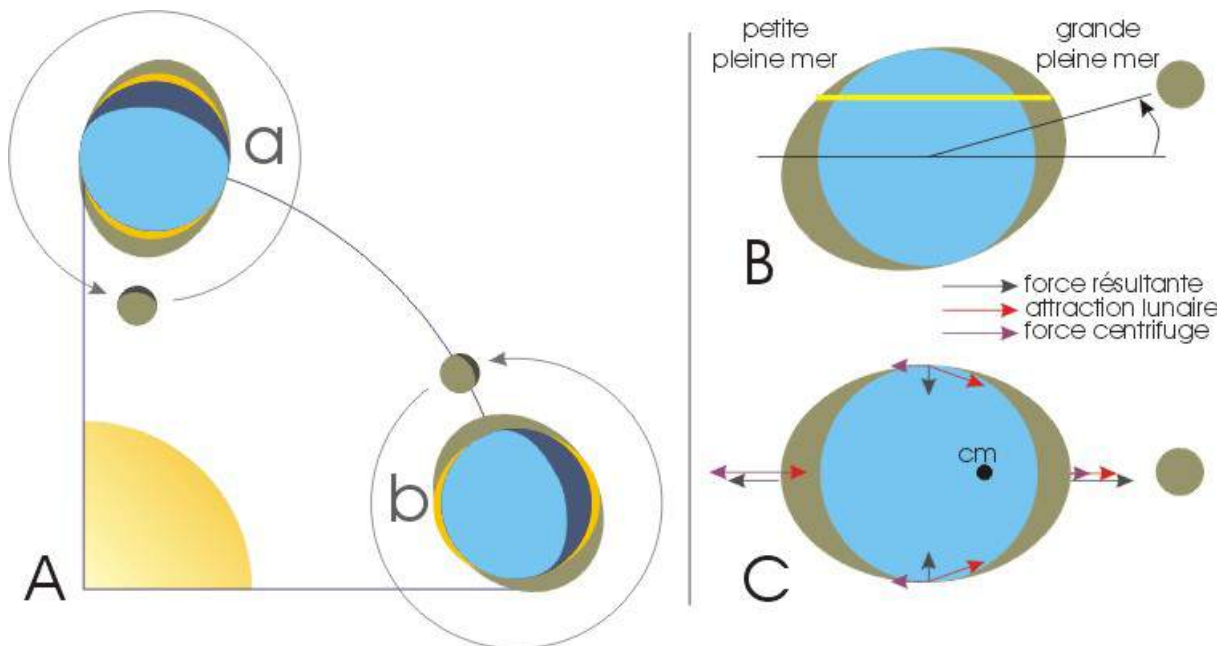 a
b
A
petite
pleine mer
grande
pleine mer
B
force résultante
attraction lunaire
force centrifuge
cm
C